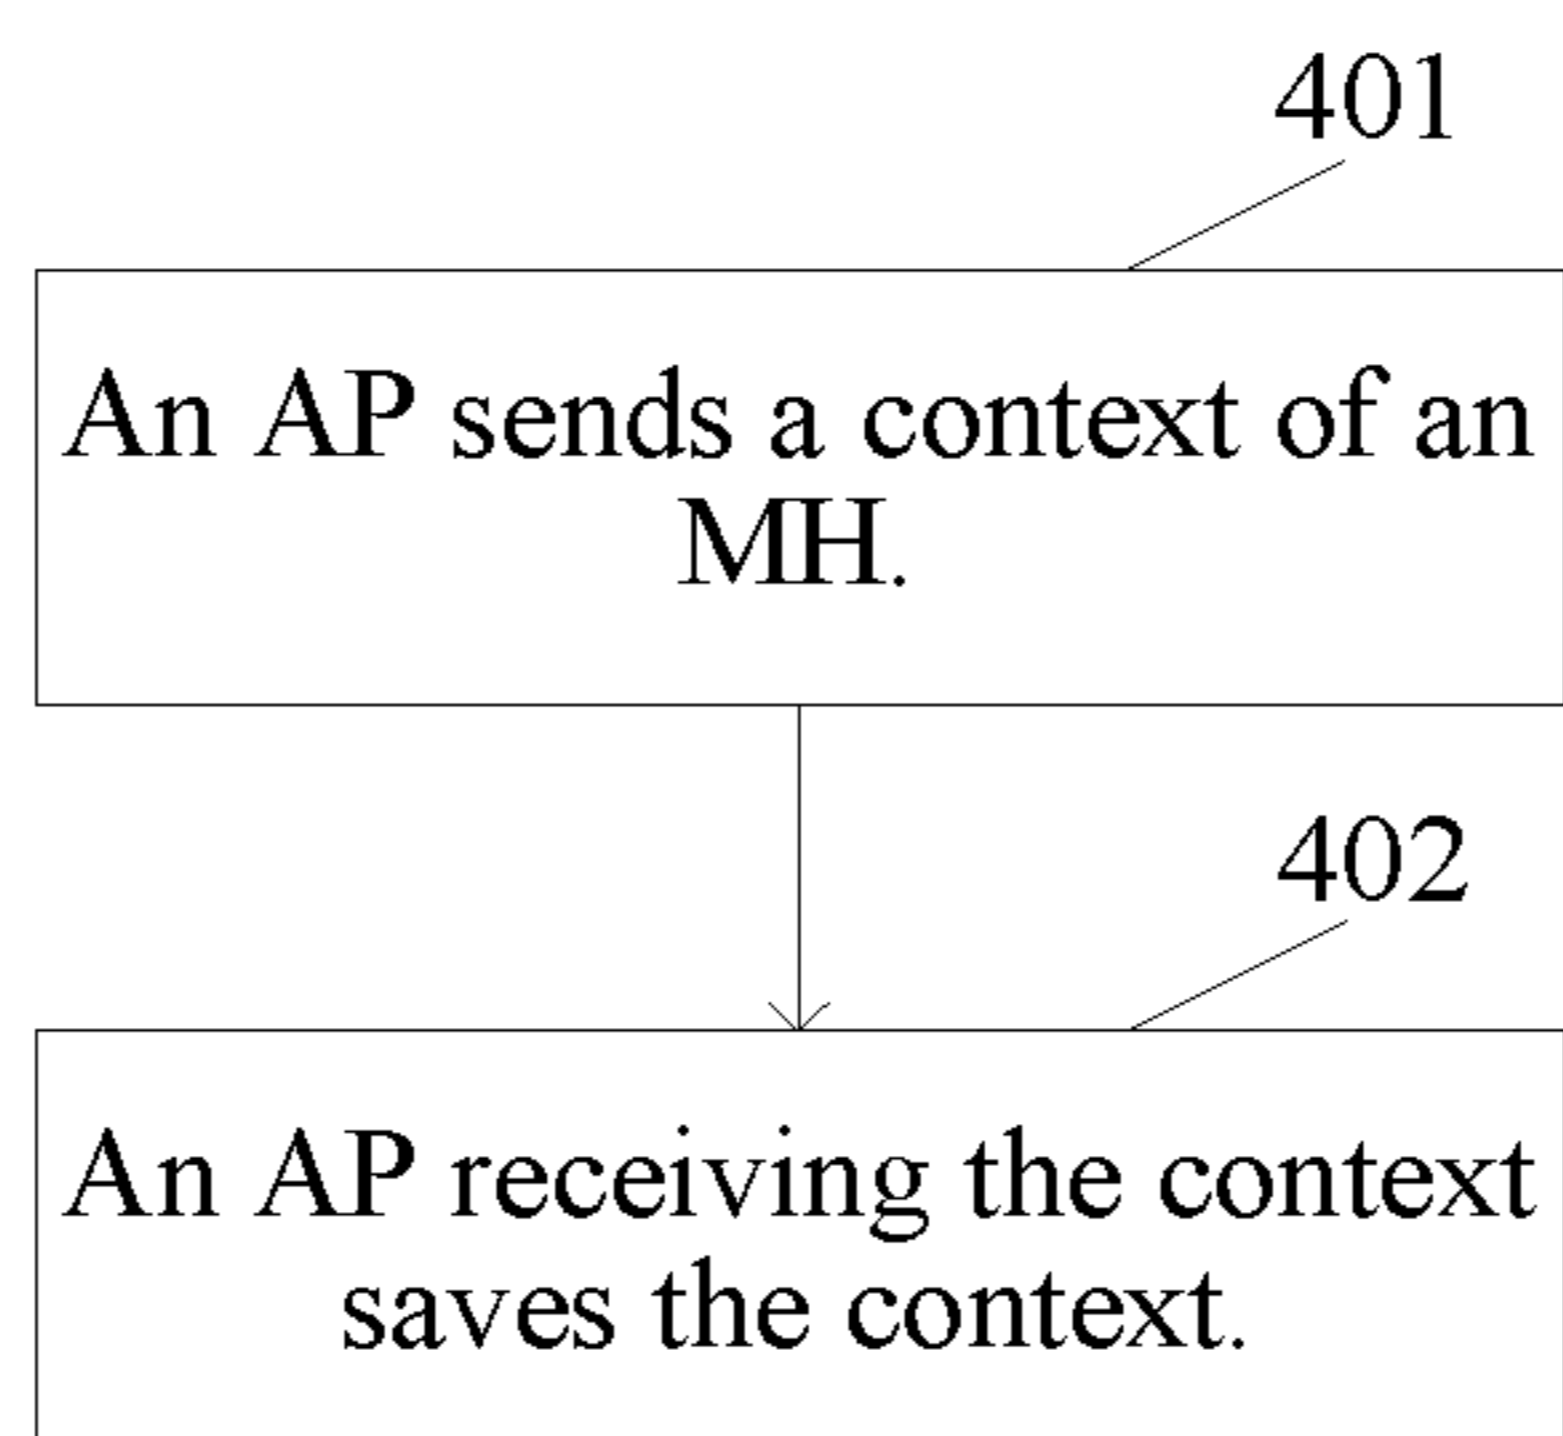 401
An AP sends a context of an
MH.
402
An AP receiving the context
saves the context.